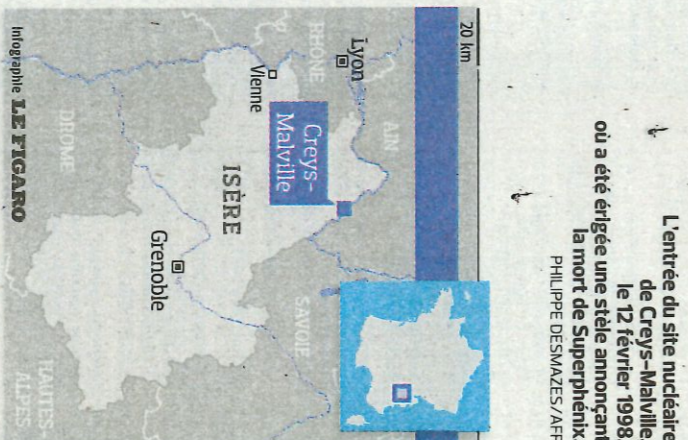 L'entrée du site nucléaire
de Creys-Malville,
le 12 février 1998,
où a été érigée une stèle annonçant
la mort de Superphénix.
PHILIPPE DESMAZES/AFP
20 km
AIN
RHÔNE
Lyon
Vienne
Creys-
Malville
ISÈRE
SAVOIE
Grenoble
DRÔME
HAUTES-
ALPES
Infographie LE FIGARO